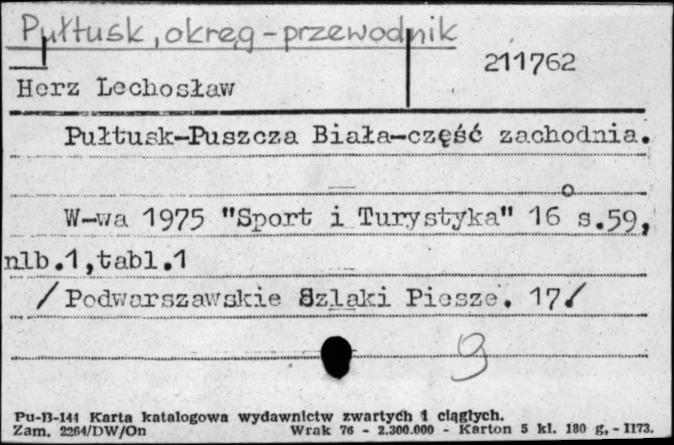 Pułtusk, okręg - przewodnik
211762
Herz Lechosław
Pułtusk-Puszcza Biała-część zachodnia.
W-wa 1975 "Sport i Turystyka" 16° s.59,
nlb.1,tabl.1
/Podwarszawskie Szlaki Piesze. 17/
9
Pu-B-144 Karta katalogowa wydawnictw zwartych i ciągłych.
Zam. 2264/DW/On Wrak 76 - 2.300.000 - Karton 5 kl. 180 g, - 1173.